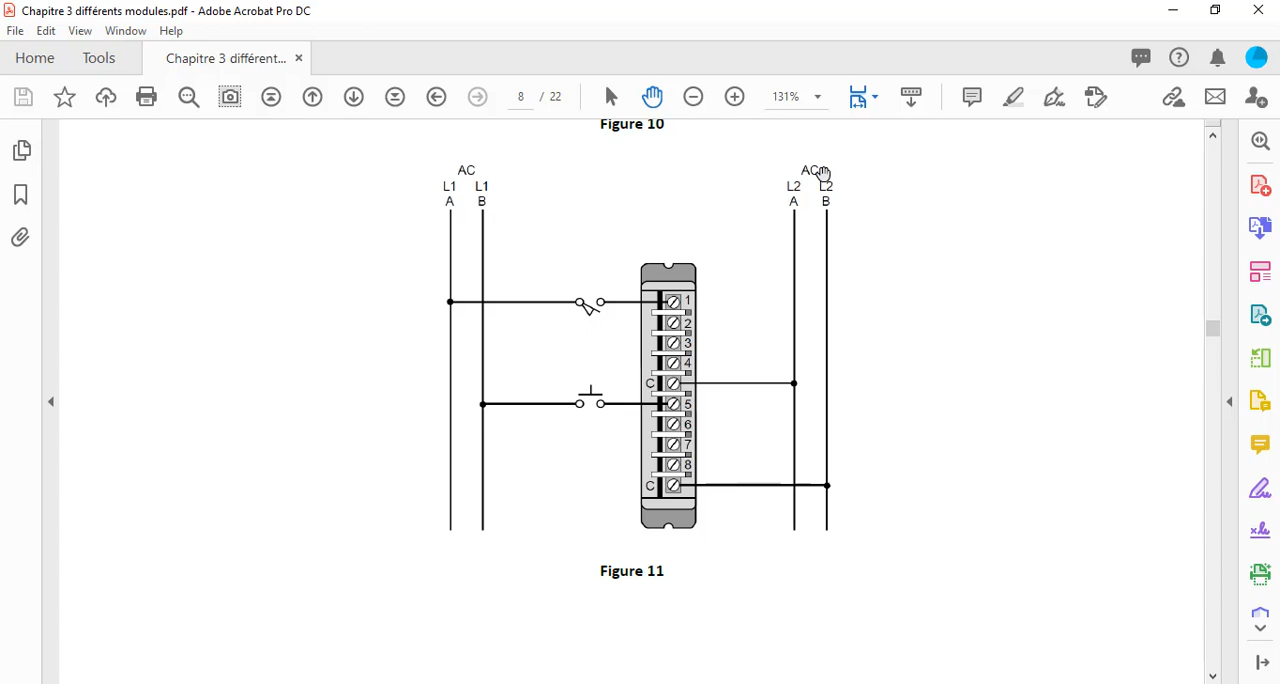 Chapitre 3 différents modules.pdf - Adobe Acrobat Pro DC
File Edit View Window Help
Home Tools Chapitre 3 différent... ×
8 / 22 131%
Figure 10
AC AC
L1 L1 L2 L2
A B A B
1
2
3
4
C
5
6
7
8
C
Figure 11